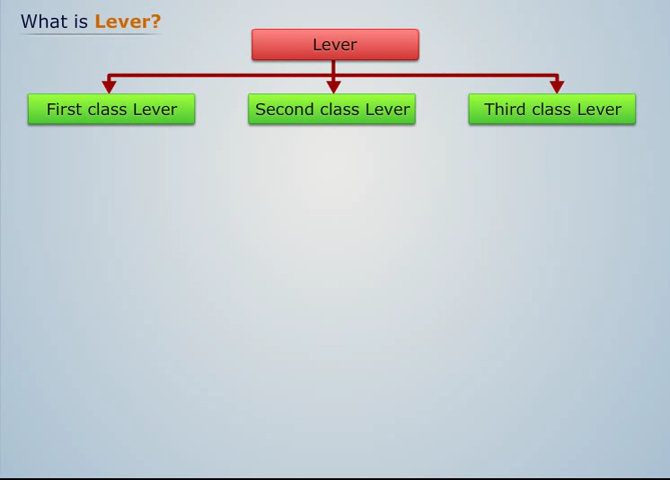 What is Lever?
Lever
First class Lever
Second class Lever
Third class Lever